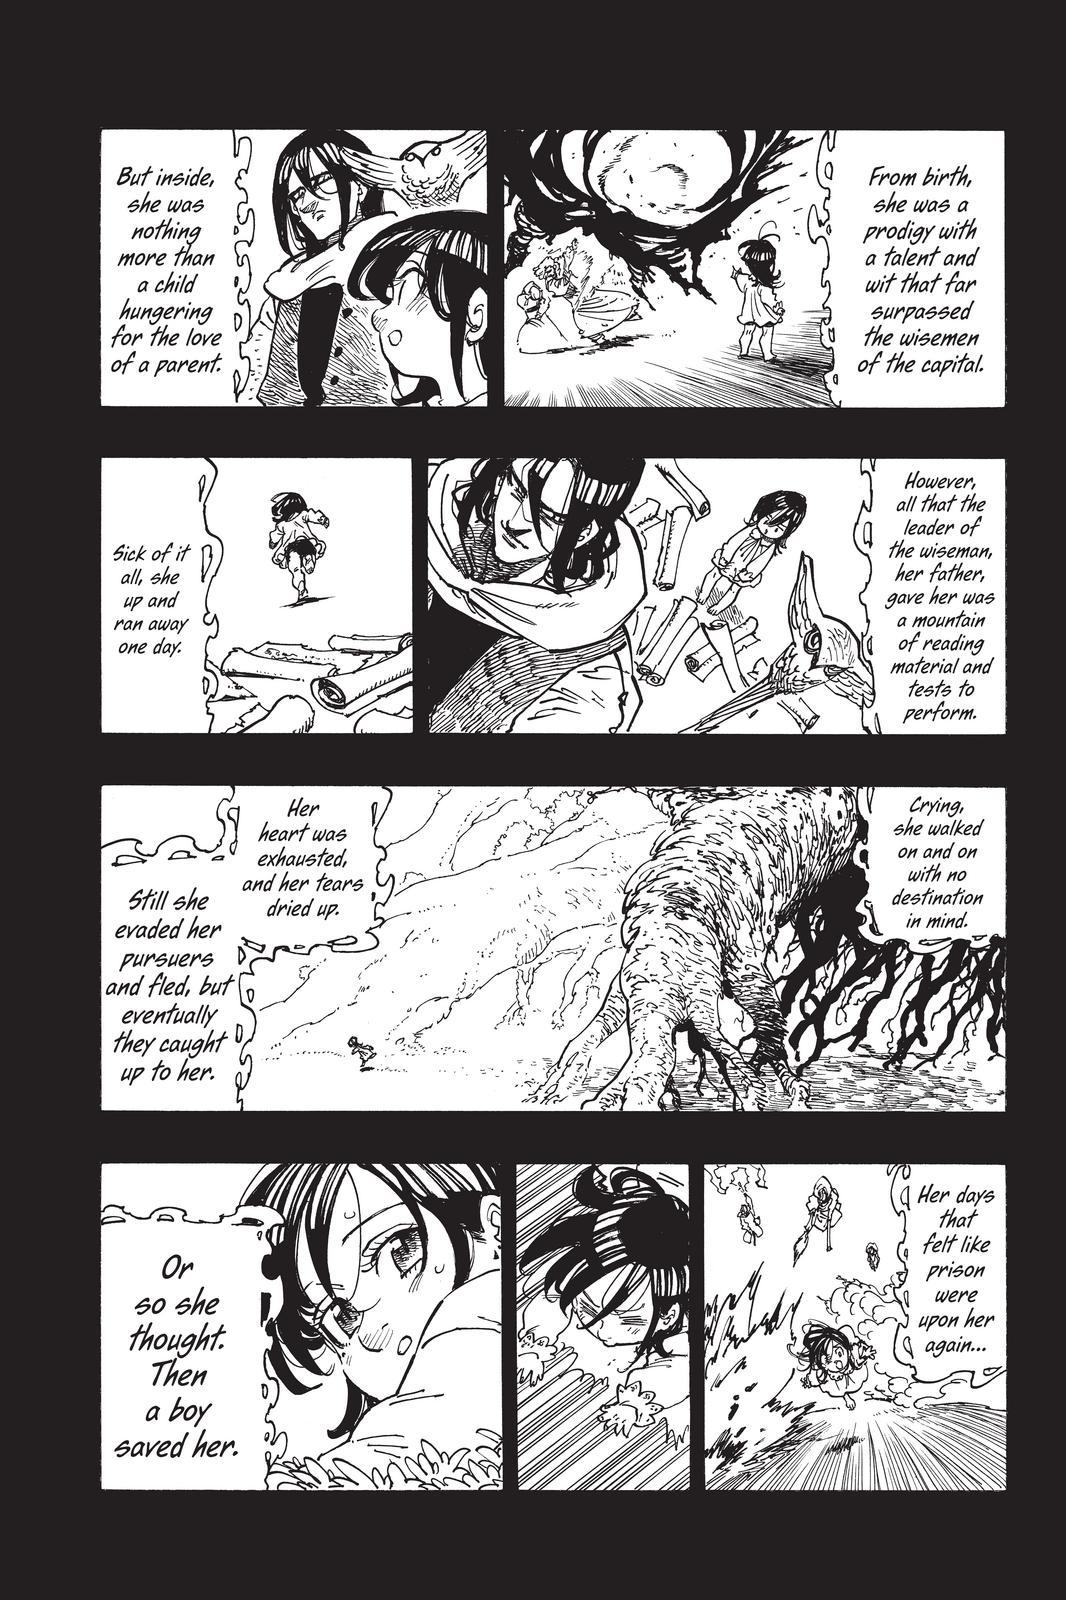 From birth,
she was a
prodigy with
a talent and
wit that far
surpassed
the wisemen
of the capital.
But inside,
she was
nothing
more than
a child
hungering
for the love
of a parent.
However,
all that the
leader of
the wiseman,
her father,
gave her was
a mountain
of reading
material and
tests to
perform.
Sick of it
all, she
up and
ran away
one day.
Crying,
she walked
on and on
with no
destination
in mind.
Her
heart was
exhausted,
and her tears
dried up.
Still she
evaded her
pursuers
and fled, but
eventually
they caught
up to her.
Her days
that
felt like
prison
were
upon her
again...
Or
so she
thought.
Then
a boy
saved her.